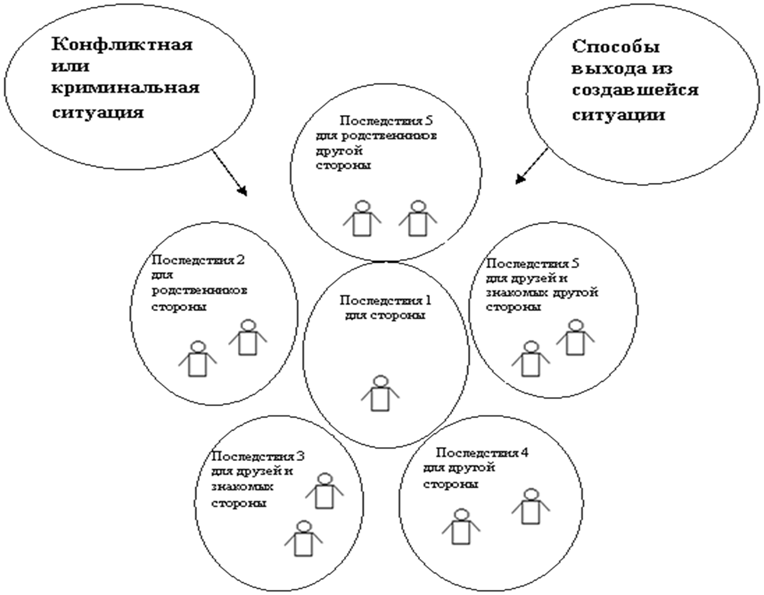 Конфликтная
или
криминальная
ситуация
Способы
выхода из
создавшейся
ситуации
Последствия 5
для родственников
другой
стороны
Последствия 2
для
родственников
стороны
Последствия 1
для стороны
Последствия 5
для друзей и
знакомых другой
стороны
Последствия 3
для друзей и
знакомых
стороны
Последствия 4
для другой
стороны